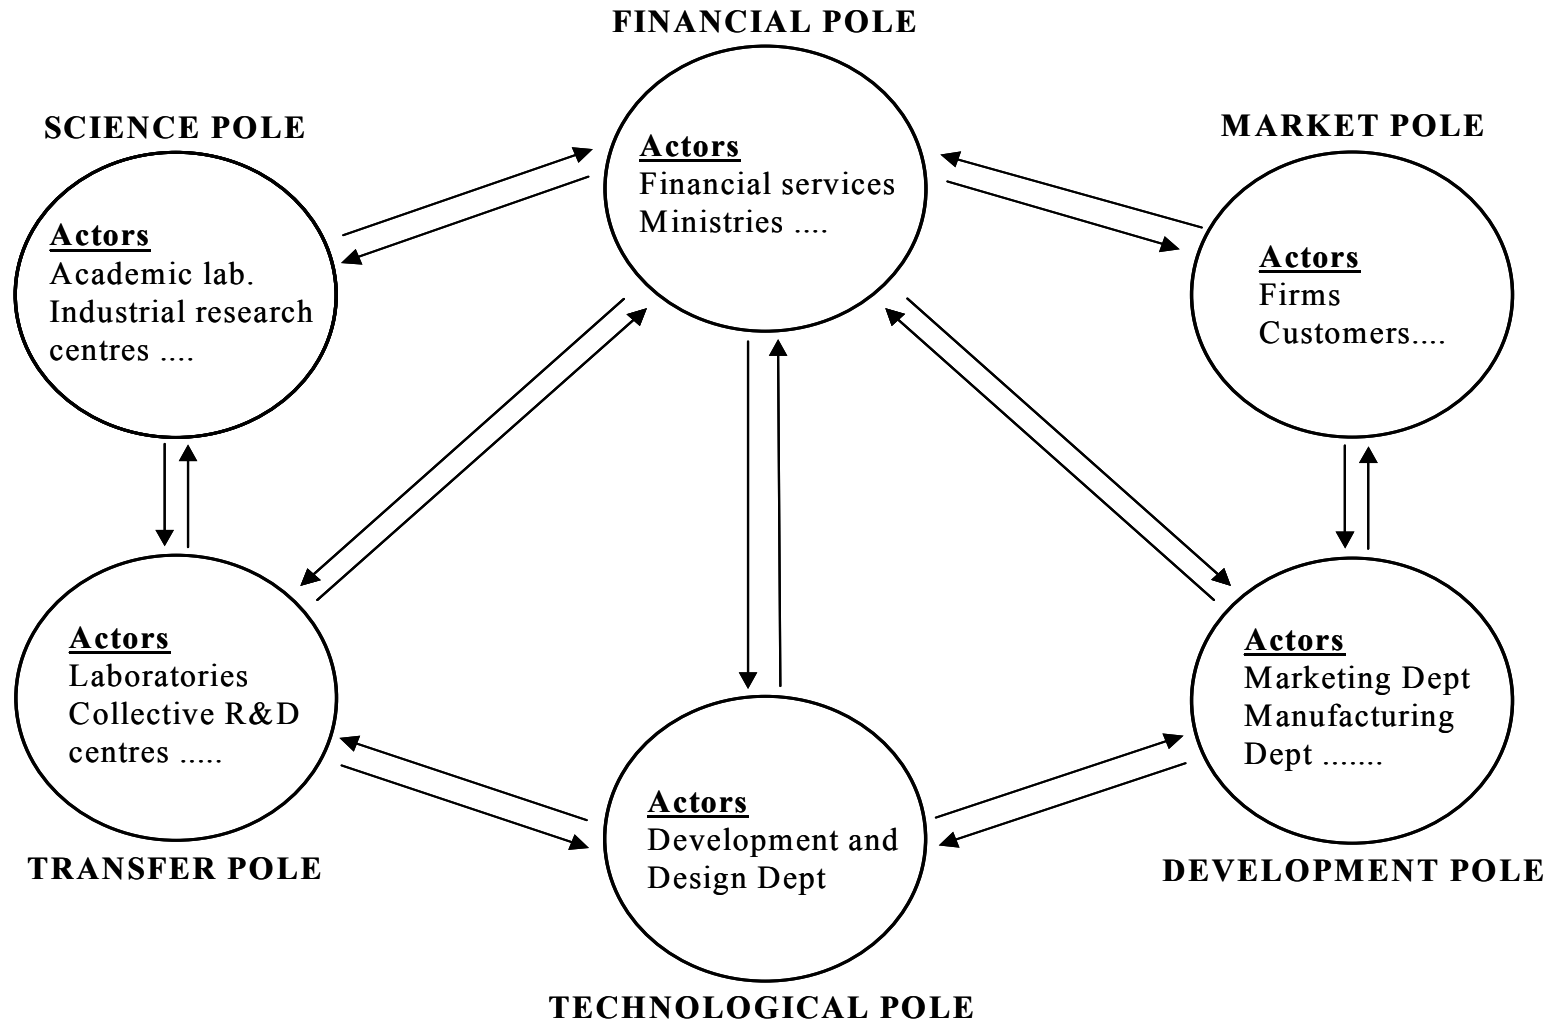 FINANCIAL POLE
Actors
Financial services
Ministries ....
SCIENCE POLE
Actors
Academic lab.
Industrial research
centres ....
MARKET POLE
Actors
Firms
Customers....
Actors
Laboratories
Collective R&D
centres .....
TRANSFER POLE
Actors
Development and
Design Dept
TECHNOLOGICAL POLE
Actors
Marketing Dept
Manufacturing
Dept .......
DEVELOPMENT POLE